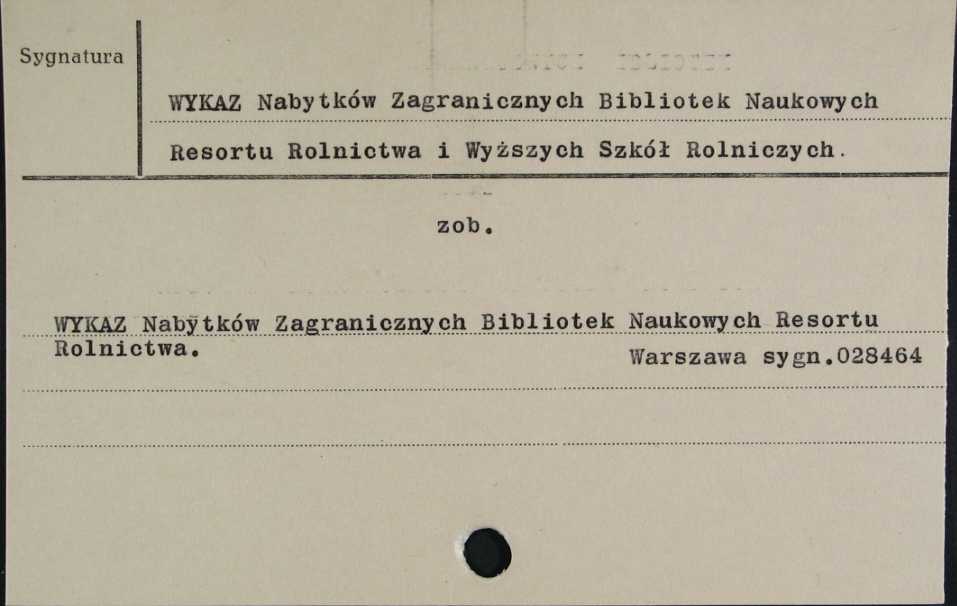 Sygnatura
WYKAZ Nabytków Zagranicznych Bibliotek Naukowych
Resortu Rolnictwa i Wyższych Szkół Rolniczych.
zob.
WYKAZ Nabytków Zagranicznych Bibliotek Naukowych Resortu
Rolnictwa.
Warszawa sygn.028464